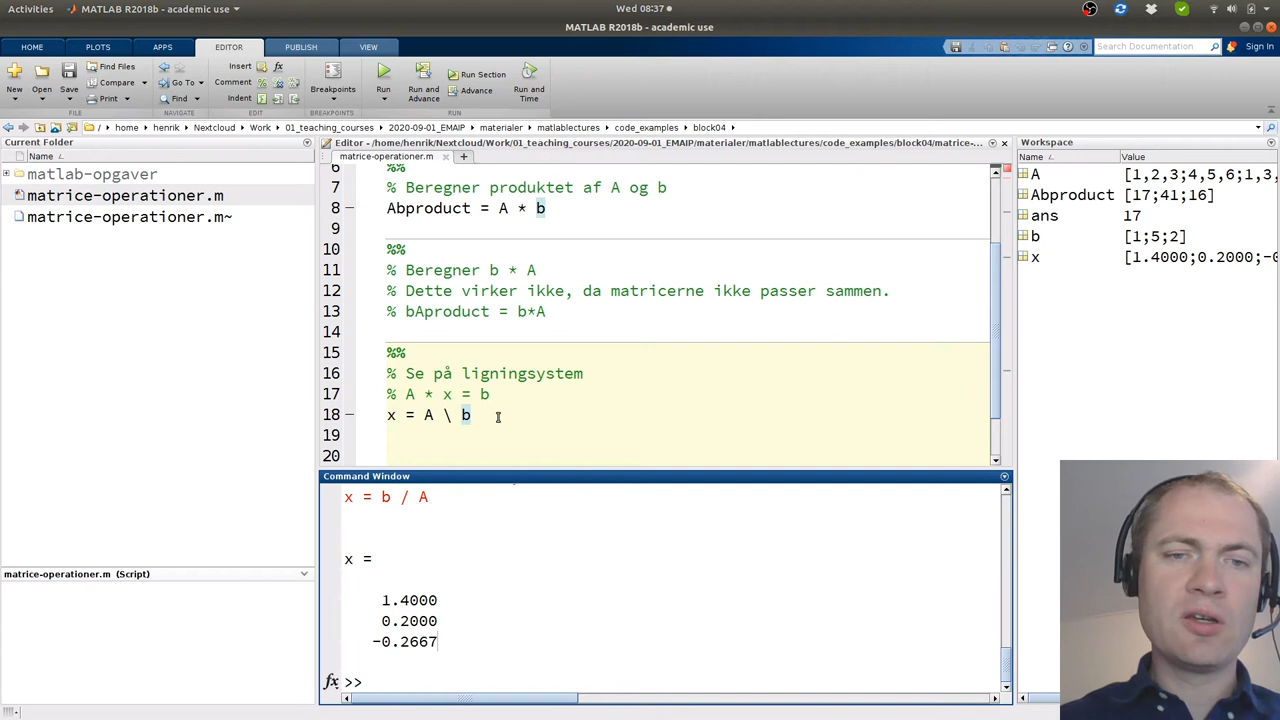 Activities
MATLAB R2018b - academic use
Wed 08:37
MATLAB R2018b - academic use
HOME PLOTS APPS EDITOR PUBLISH VIEW
Search Documentation
Sign In
New Open Save
Find Files
Compare
Print
Go To
Find
Insert
Comment
Indent
Breakpoints
Run
Run and Advance
Run Section
Advance
Run and Time
FILE NAVIGATE EDIT BREAKPOINTS RUN
/ home henrik Nextcloud Work 01_teaching_courses 2020-09-01_EMAIP materialer matlablectures code_examples block04
Current Folder
Name
matlab-opgaver
matrice-operationer.m
matrice-operationer.m~
matrice-operationer.m (Script)
Editor - /home/henrik/Nextcloud/Work/01_teaching_courses/2020-09-01_EMAIP/materialer/matlablectures/code_examples/block04/matrice-
matrice-operationer.m
6 %%
7 % Beregner produktet af A og b
8 Abproduct = A * b
9
10 %%
11 % Beregner b * A
12 % Dette virker ikke, da matricerne ikke passer sammen.
13 % bAproduct = b*A
14
15 %%
16 % Se på ligningsystem
17 % A * x = b
18 x = A \ b
19
20
Command Window
x = b / A
x =
1.4000
0.2000
-0.2667
fx >>
Workspace
Name Value
A [1,2,3;4,5,6;1,3,
Abproduct [17;41;16]
ans 17
b [1;5;2]
x [1.4000;0.2000;-0